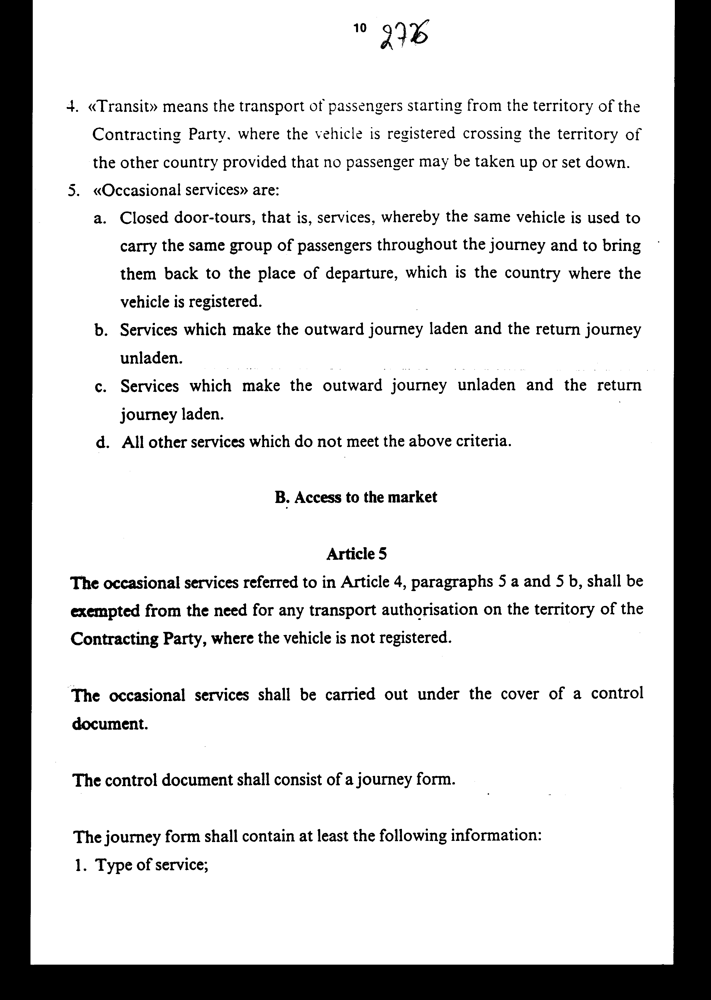 10 2776
4. «Transit» means the transport of passengers starting from the territory of the
Contracting Party, where the vehicle is registered crossing the territory of
the other country provided that no passenger may be taken up or set down.
5. «Occasional services» are:
a. Closed door-tours, that is, services, whereby the same vehicle is used to
carry the same group of passengers throughout the journey and to bring
them back to the place of departure, which is the country where the
vehicle is registered.
b. Services which make the outward journey laden and the return journey
unladen.
c. Services which make the outward journey unladen and the return
journey laden.
d. All other services which do not meet the above criteria.
B. Access to the market
Article 5
The occasional services referred to in Article 4, paragraphs 5 a and 5 b, shall be
exempted from the need for any transport authorisation on the territory of the
Contracting Party, where the vehicle is not registered.
The occasional services shall be carried out under the cover of a control
document.
The control document shall consist of a journey form.
The journey form shall contain at least the following information:
1. Type of service;